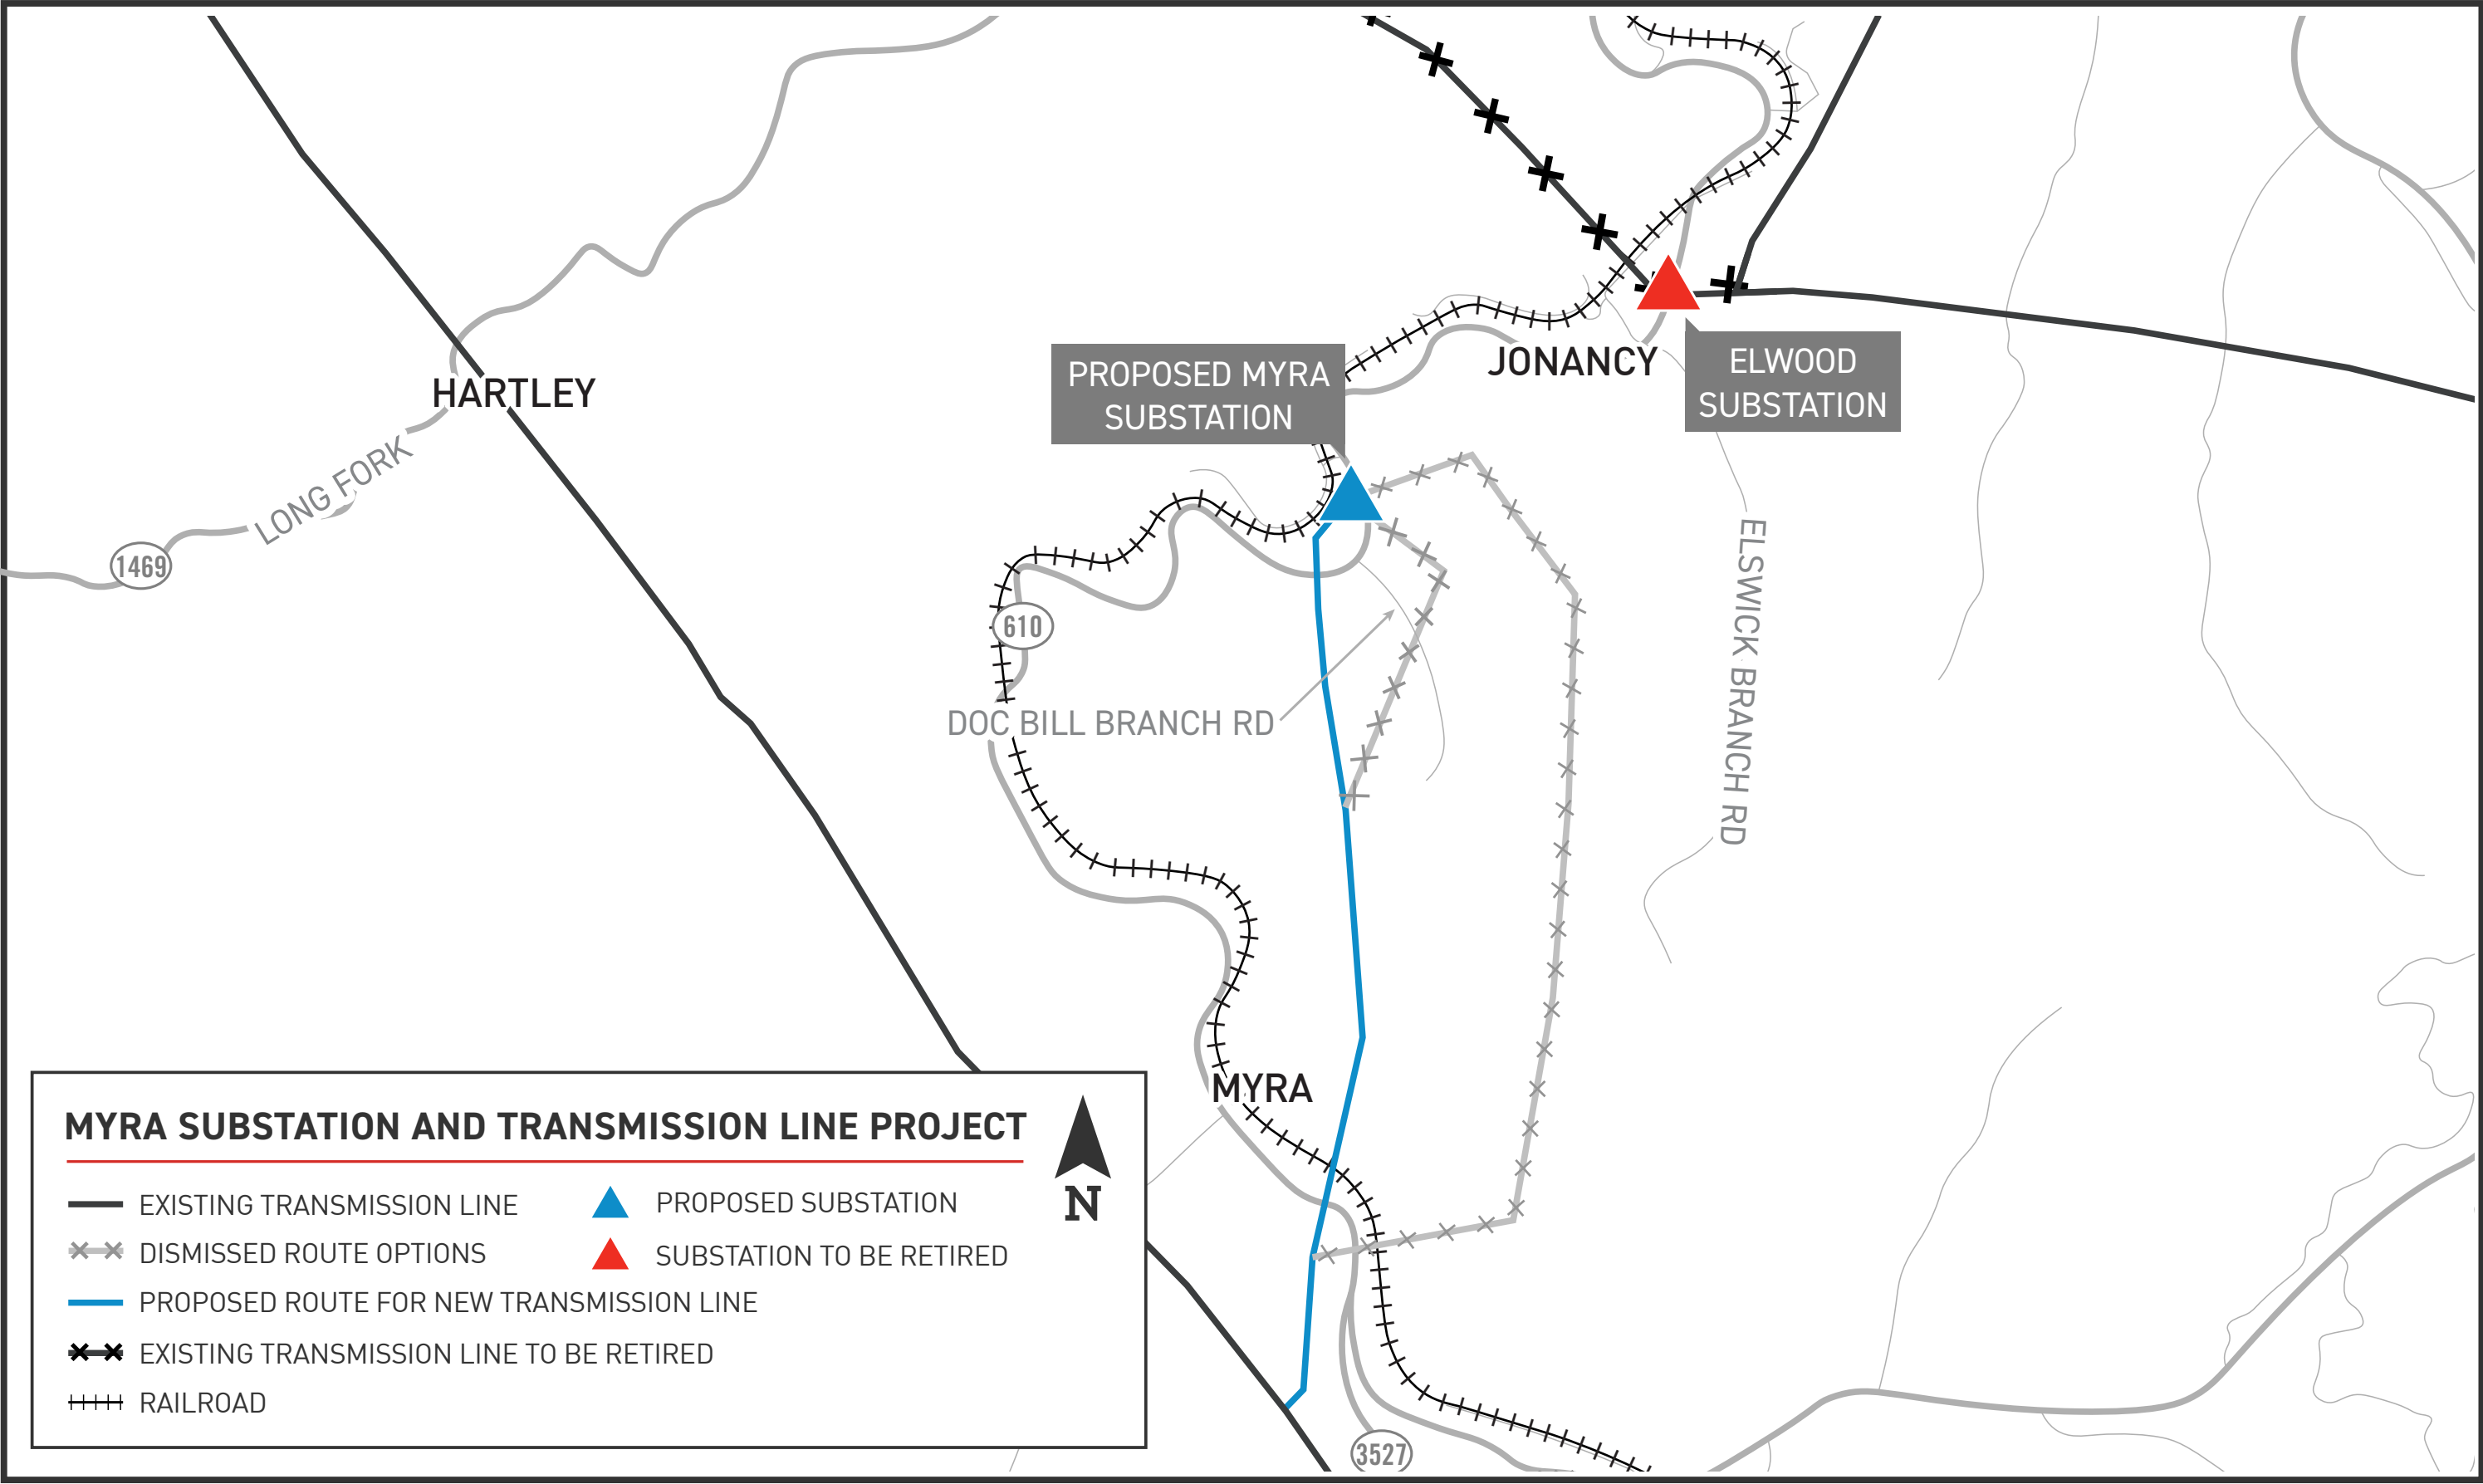 HARTLEY
LONG FORK
1469
PROPOSED MYRA
SUBSTATION
JONANCY
ELWOOD
SUBSTATION
610
DOC BILL BRANCH RD
ELSWICK BRANCH RD
MYRA
3527
MYRA SUBSTATION AND TRANSMISSION LINE PROJECT
N
EXISTING TRANSMISSION LINE
DISMISSED ROUTE OPTIONS
PROPOSED ROUTE FOR NEW TRANSMISSION LINE
EXISTING TRANSMISSION LINE TO BE RETIRED
RAILROAD
PROPOSED SUBSTATION
SUBSTATION TO BE RETIRED